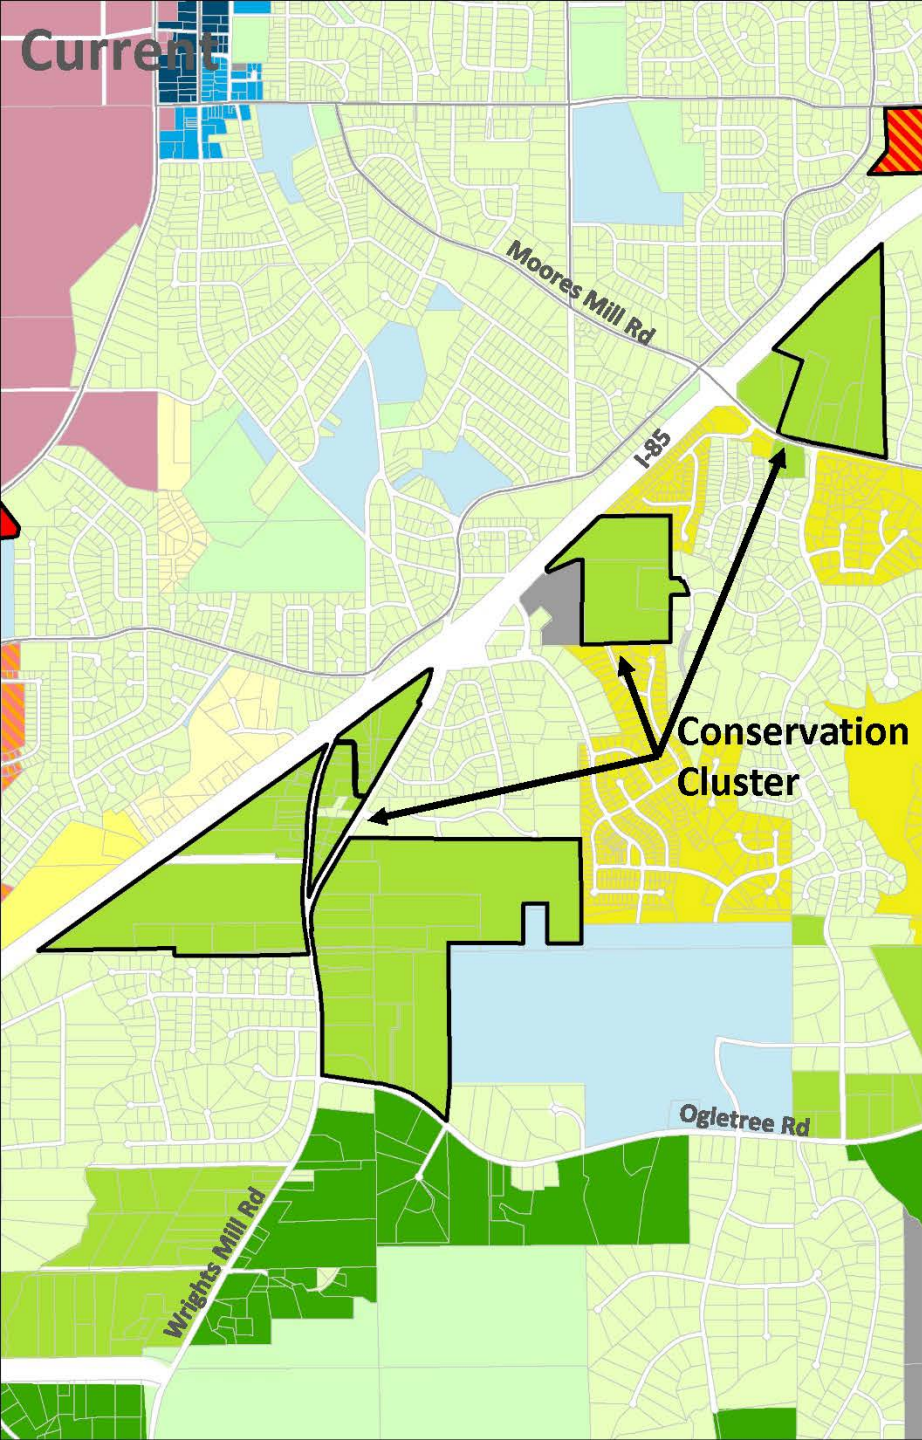 Current
Moores Mill Rd
I-85
Conservation
Cluster
Ogletree Rd
Wrights Mill Rd